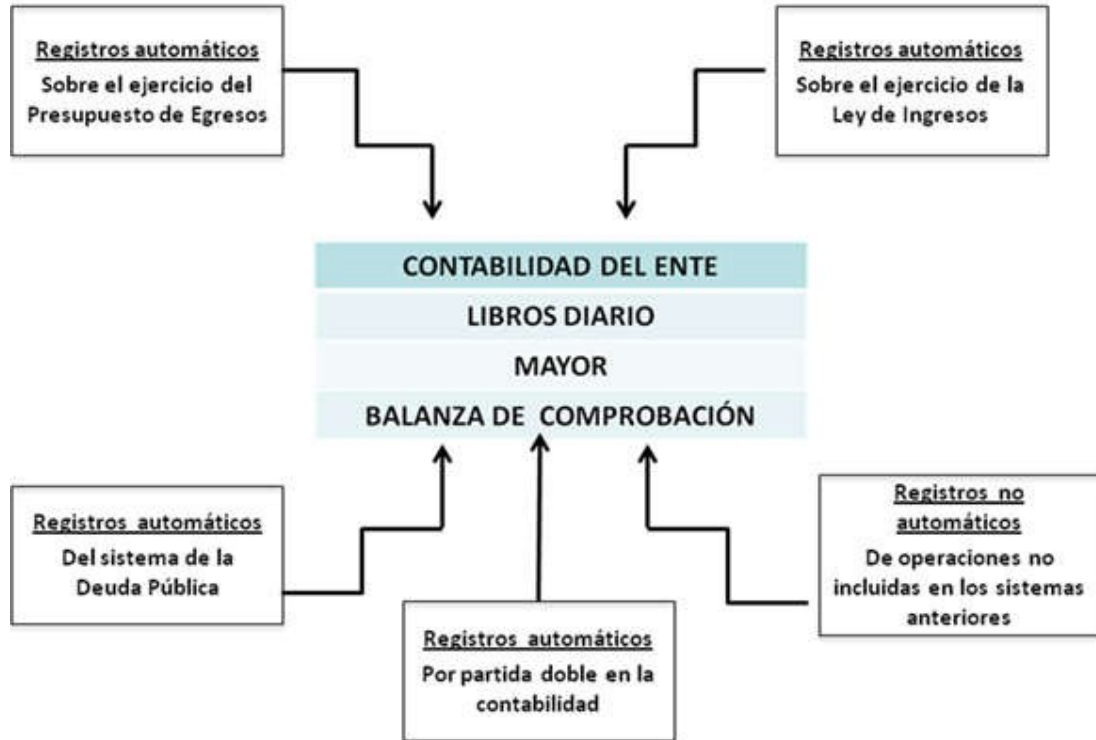 Registros automáticos
Sobre el ejercicio del
Presupuesto de Egresos
Registros automáticos
Sobre el ejercicio de la
Ley de Ingresos
CONTABILIDAD DEL ENTE
LIBROS DIARIO
MAYOR
BALANZA DE COMPROBACIÓN
Registros automáticos
Del sistema de la
Deuda Pública
Registros automáticos
Por partida doble en la
contabilidad
Registros no
automáticos
De operaciones no
incluidas en los sistemas
anteriores